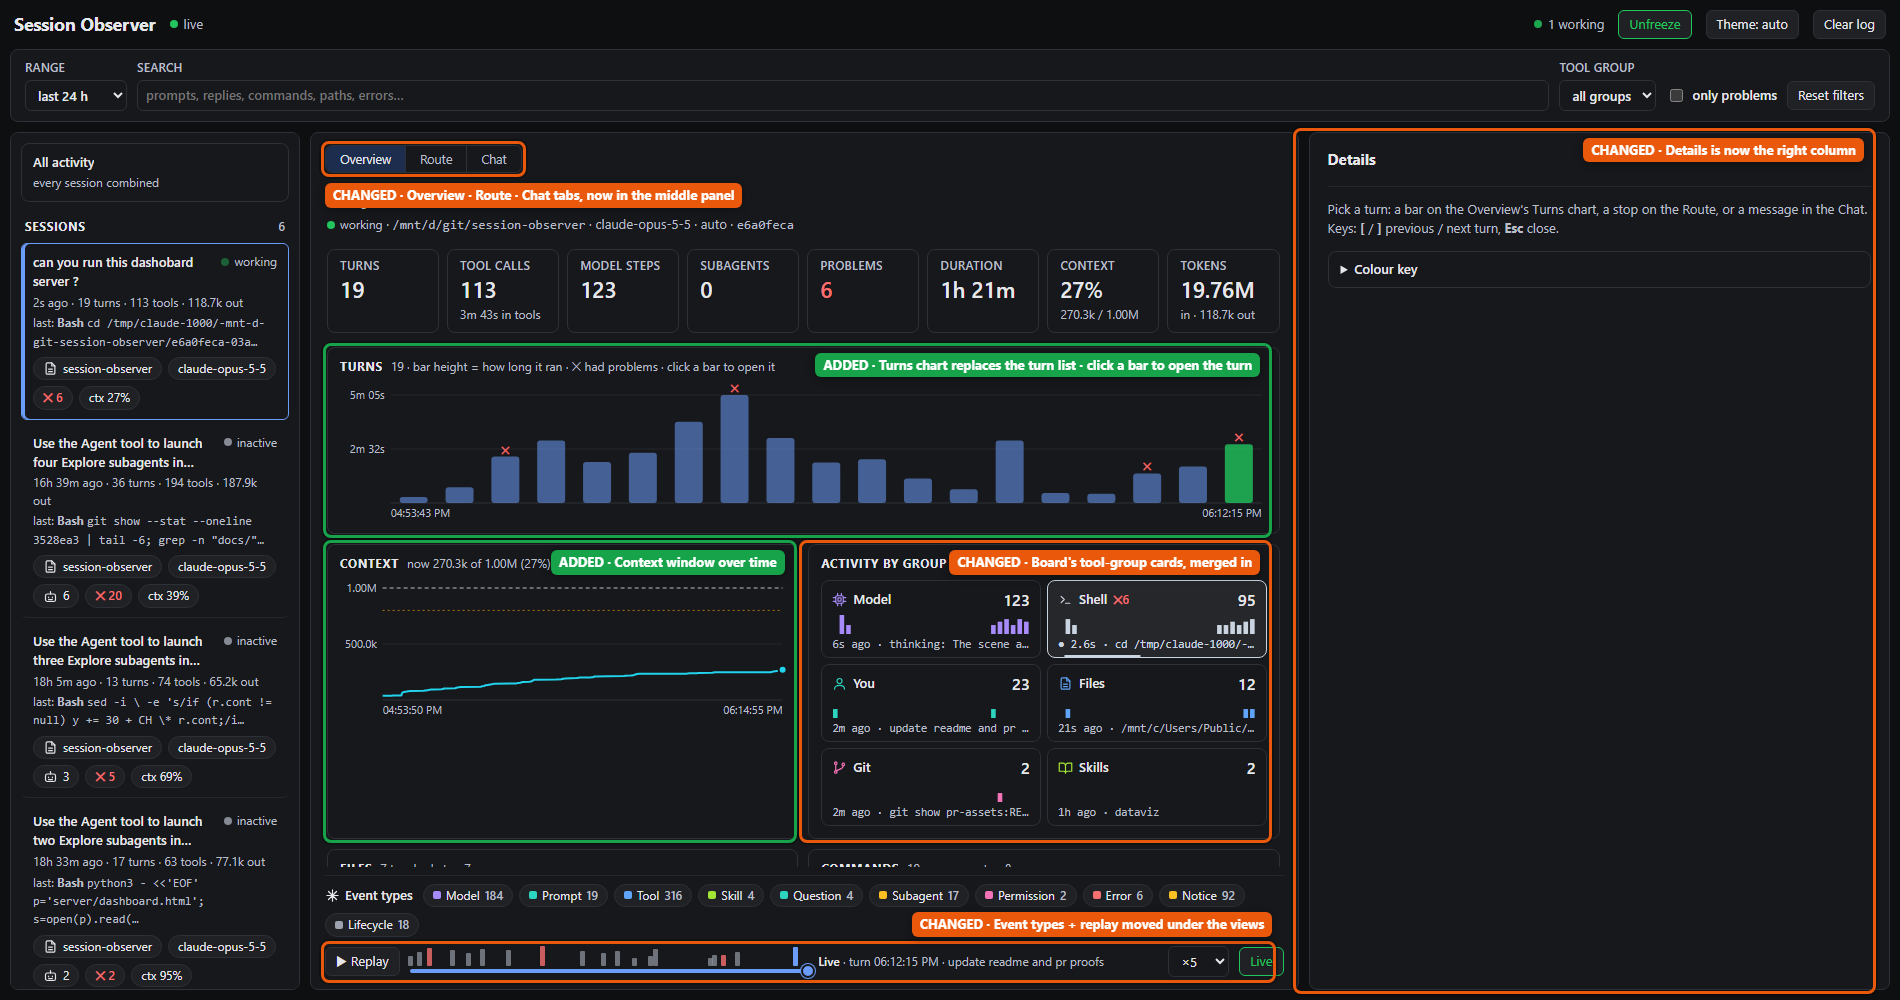 Session Observer
live
1 working
Unfreeze
Theme: auto
Clear log
RANGE
last 24 h
SEARCH
prompts, replies, commands, paths, errors...
TOOL GROUP
all groups
only problems
Reset filters
All activity
every session combined
SESSIONS 6
can you run this dashobard server ?
working
2s ago · 19 turns · 113 tools · 118.7k out
last: Bash cd /tmp/claude-1000/-mnt-d-
git-session-observer/e6a0feca-03a…
session-observer
claude-opus-5-5
✕ 6
ctx 27%
Use the Agent tool to launch
four Explore subagents in...
inactive
16h 39m ago · 36 turns · 194 tools · 187.9k
out
last: Bash git show --stat --oneline
3528ea3 | tail -6; grep -n "docs/"…
session-observer
claude-opus-5-5
6
✕ 20
ctx 39%
Use the Agent tool to launch
three Explore subagents in...
inactive
18h 5m ago · 13 turns · 74 tools · 65.2k out
last: Bash sed -i \ -e 's/if (r.cont !=
null) y += 30 + CH \* r.cont;/i…
session-observer
claude-opus-5-5
3
✕ 5
ctx 69%
Use the Agent tool to launch
two Explore subagents in...
inactive
18h 33m ago · 17 turns · 63 tools · 77.1k out
last: Bash python3 - <<'EOF'
p='server/dashboard.html';
s=open(p).read(…
session-observer
claude-opus-5-5
2
✕ 2
ctx 95%
Overview
Route
Chat
CHANGED · Overview · Route · Chat tabs, now in the middle panel
working · /mnt/d/git/session-observer · claude-opus-5-5 · auto · e6a0feca
TURNS
19
TOOL CALLS
113
3m 43s in tools
MODEL STEPS
123
SUBAGENTS
0
PROBLEMS
6
DURATION
1h 21m
CONTEXT
27%
270.3k / 1.00M
TOKENS
19.76M
in · 118.7k out
TURNS 19 · bar height = how long it ran · ✕ had problems · click a bar to open it
ADDED · Turns chart replaces the turn list - click a bar to open the turn
5m 05s
2m 32s
04:53:43 PM
06:12:15 PM
CONTEXT now 270.3k of 1.00M (27%)
ADDED · Context window over time
1.00M
500.0k
04:53:50 PM
06:14:55 PM
ACTIVITY BY GROUP
CHANGED · Board's tool-group cards, merged in
Model 123
6s ago · thinking: The scene a…
Shell ✕6 95
2.6s · cd /tmp/claude-1000/-…
You 23
2m ago · update readme and pr …
Files 12
21s ago · /mnt/c/Users/Public/…
Git 2
2m ago · git show pr-assets:RE…
Skills 2
1h ago · dataviz
Event types
Model 184
Prompt 19
Tool 316
Skill 4
Question 4
Subagent 17
Permission 2
Error 6
Notice 92
Lifecycle 18
CHANGED · Event types + replay moved under the views
▶ Replay
Live · turn 06:12:15 PM · update readme and pr proofs
×5
Live
Details
CHANGED · Details is now the right column
Pick a turn: a bar on the Overview's Turns chart, a stop on the Route, or a message in the Chat.
Keys: [ / ] previous / next turn, Esc close.
▶ Colour key